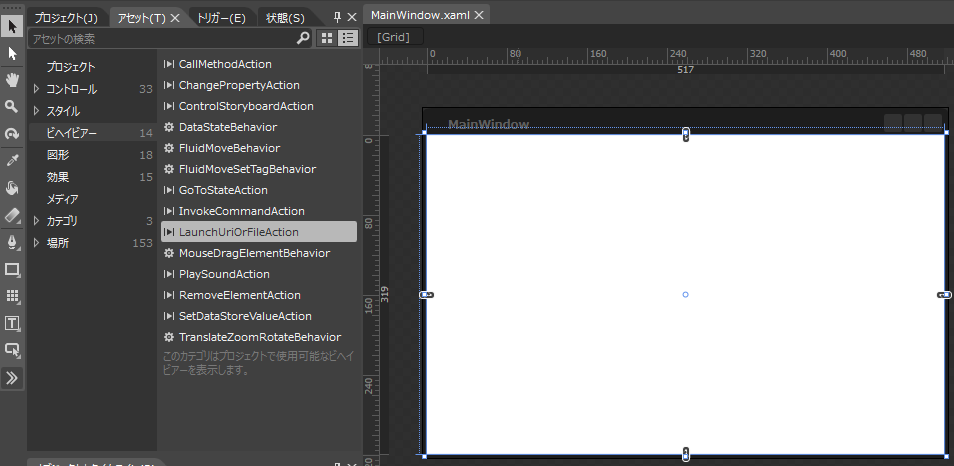 プロジェクト(J)
アセット(T)
トリガー(E)
状態(S)
アセットの検索
プロジェクト
コントロール 33
スタイル
ビヘイビアー 14
図形 18
効果 15
メディア
カテゴリ 3
場所 153
CallMethodAction
ChangePropertyAction
ControlStoryboardAction
DataStateBehavior
FluidMoveBehavior
FluidMoveSetTagBehavior
GoToStateAction
InvokeCommandAction
LaunchUriOrFileAction
MouseDragElementBehavior
PlaySoundAction
RemoveElementAction
SetDataStoreValueAction
TranslateZoomRotateBehavior
このカテゴリはプロジェクトで使用可能なビヘイ
ビアーを表示します。
MainWindow.xaml
[Grid]
0 80 160 240 320 400 480
517
MainWindow
0
80
160
319
240